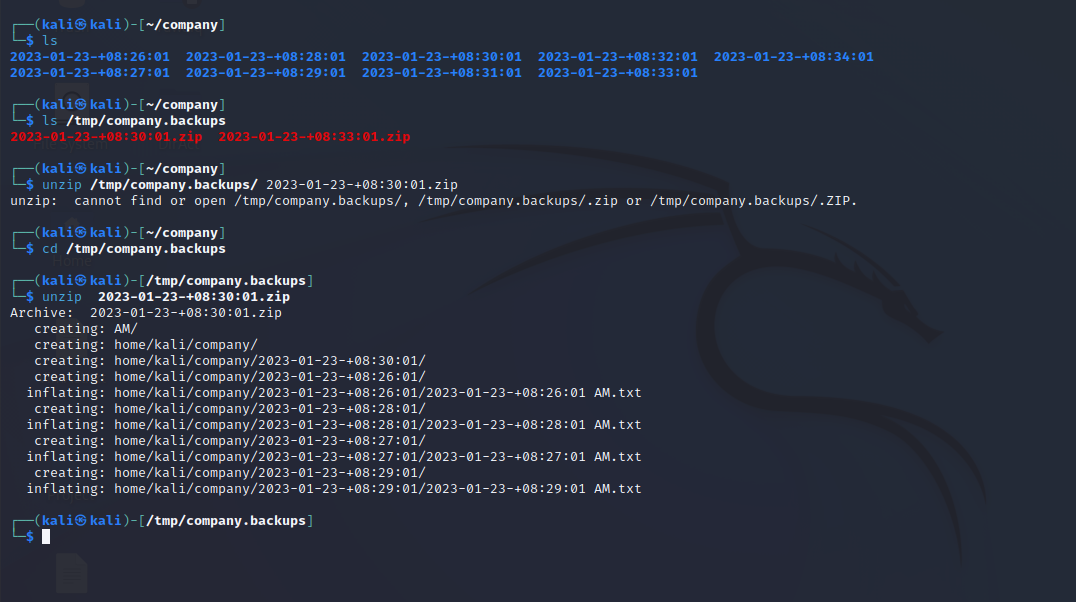 ┌──(kali㉿kali)-[~/company]
└─$ ls
2023-01-23-+08:26:01  2023-01-23-+08:28:01  2023-01-23-+08:30:01  2023-01-23-+08:32:01  2023-01-23-+08:34:01
2023-01-23-+08:27:01  2023-01-23-+08:29:01  2023-01-23-+08:31:01  2023-01-23-+08:33:01
┌──(kali㉿kali)-[~/company]
└─$ ls /tmp/company.backups
2023-01-23-+08:30:01.zip  2023-01-23-+08:33:01.zip
┌──(kali㉿kali)-[~/company]
└─$ unzip /tmp/company.backups/ 2023-01-23-+08:30:01.zip
unzip:  cannot find or open /tmp/company.backups/, /tmp/company.backups/.zip or /tmp/company.backups/.ZIP.
┌──(kali㉿kali)-[~/company]
└─$ cd /tmp/company.backups
┌──(kali㉿kali)-[/tmp/company.backups]
└─$ unzip  2023-01-23-+08:30:01.zip
Archive:  2023-01-23-+08:30:01.zip
   creating: AM/
   creating: home/kali/company/
   creating: home/kali/company/2023-01-23-+08:30:01/
   creating: home/kali/company/2023-01-23-+08:26:01/
  inflating: home/kali/company/2023-01-23-+08:26:01/2023-01-23-+08:26:01 AM.txt
   creating: home/kali/company/2023-01-23-+08:28:01/
  inflating: home/kali/company/2023-01-23-+08:28:01/2023-01-23-+08:28:01 AM.txt
   creating: home/kali/company/2023-01-23-+08:27:01/
  inflating: home/kali/company/2023-01-23-+08:27:01/2023-01-23-+08:27:01 AM.txt
   creating: home/kali/company/2023-01-23-+08:29:01/
  inflating: home/kali/company/2023-01-23-+08:29:01/2023-01-23-+08:29:01 AM.txt
┌──(kali㉿kali)-[/tmp/company.backups]
└─$